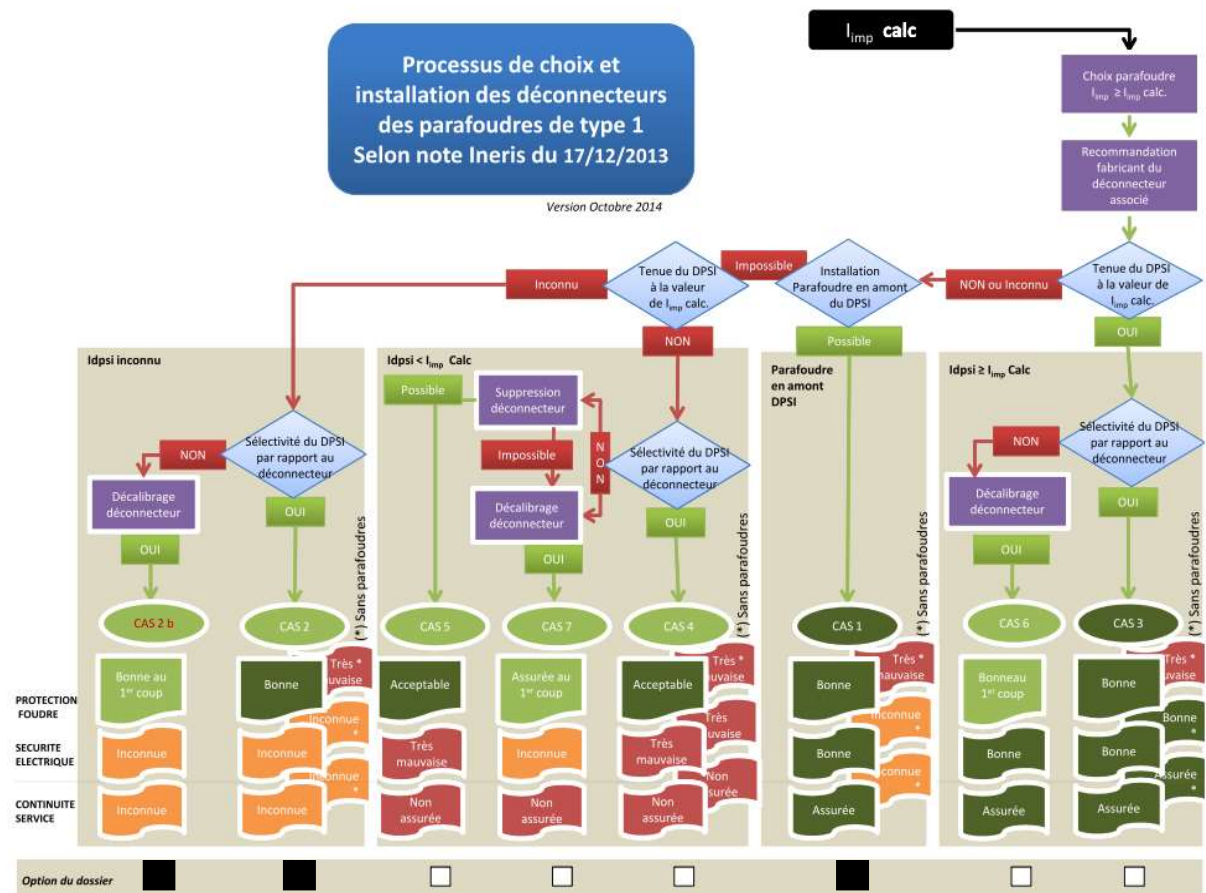 I_imp calc
Processus de choix et
installation des déconnecteurs
des parafoudres de type 1
Selon note Ineris du 17/12/2013
Version Octobre 2014
Choix parafoudre
I_imp ≥ I_imp calc.
Recommandation
fabricant du
déconnecteur
associé
Tenue du DPSI
à la valeur
de I_imp calc.
Impossible
Installation
Parafoudre en amont
du DPSI
NON ou Inconnu
Tenue du DPSI
à la valeur de
I_imp calc.
Inconnu
NON
Possible
OUI
Idpsi inconnu
Sélectivité du DPSI
par rapport au
déconnecteur
NON
Décalibrage
déconnecteur
OUI
OUI
(*) Sans parafoudres
CAS 2 b
CAS 2
Idpsi < I_imp Calc
Possible
Suppression
déconnecteur
Impossible
NON
Sélectivité du DPSI
par rapport au
déconnecteur
Décalibrage
déconnecteur
OUI
OUI
(*) Sans parafoudres
CAS 5
CAS 7
CAS 4
Parafoudre
en amont
DPSI
(*) Sans parafoudres
CAS 1
Idpsi ≥ I_imp Calc
Sélectivité du DPSI
par rapport au
déconnecteur
NON
Décalibrage
déconnecteur
OUI
OUI
(*) Sans parafoudres
CAS 6
CAS 3
PROTECTION
FOUDRE
Bonne au
1er coup
Bonne
Très *
uvaise
Acceptable
Assurée au
1er coup
Acceptable
Très *
mauvaise
Bonne
Très *
mauvaise
Bonneau
1er coup
Bonne
Très *
mauvaise
SECURITE
ELECTRIQUE
Inconnue
Inconnue
Inconnue
*
Très
mauvaise
Inconnue
Très
mauvaise
Très
mauvaise
Bonne
Inconnue
*
Bonne
Bonne
Bonne
*
CONTINUITE
SERVICE
Inconnue
Inconnue
Inconnue
*
Non
assurée
Non
assurée
Non
assurée
Non
assurée
Assurée
Inconnue
*
Assurée
Assurée
Assurée
*
Option du dossier